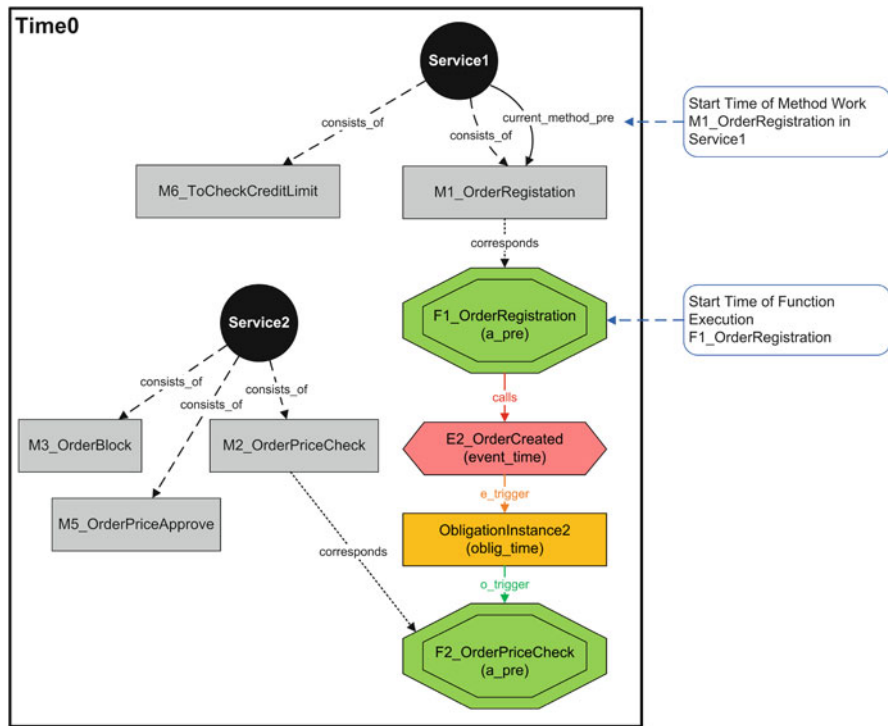 Time0
Service1
current_method_pre
consists_of
consists_of
Start Time of Method Work
M1_OrderRegistration in
Service1
M6_ToCheckCreditLimit
M1_OrderRegistation
corresponds
F1_OrderRegistration
(a_pre)
Start Time of Function
Execution
F1_OrderRegistration
Service2
consists_of
consists_of
consists_of
calls
M3_OrderBlock
M2_OrderPriceCheck
E2_OrderCreated
(event_time)
e_trigger
M5_OrderPriceApprove
ObligationInstance2
(oblig_time)
corresponds
o_trigger
F2_OrderPriceCheck
(a_pre)